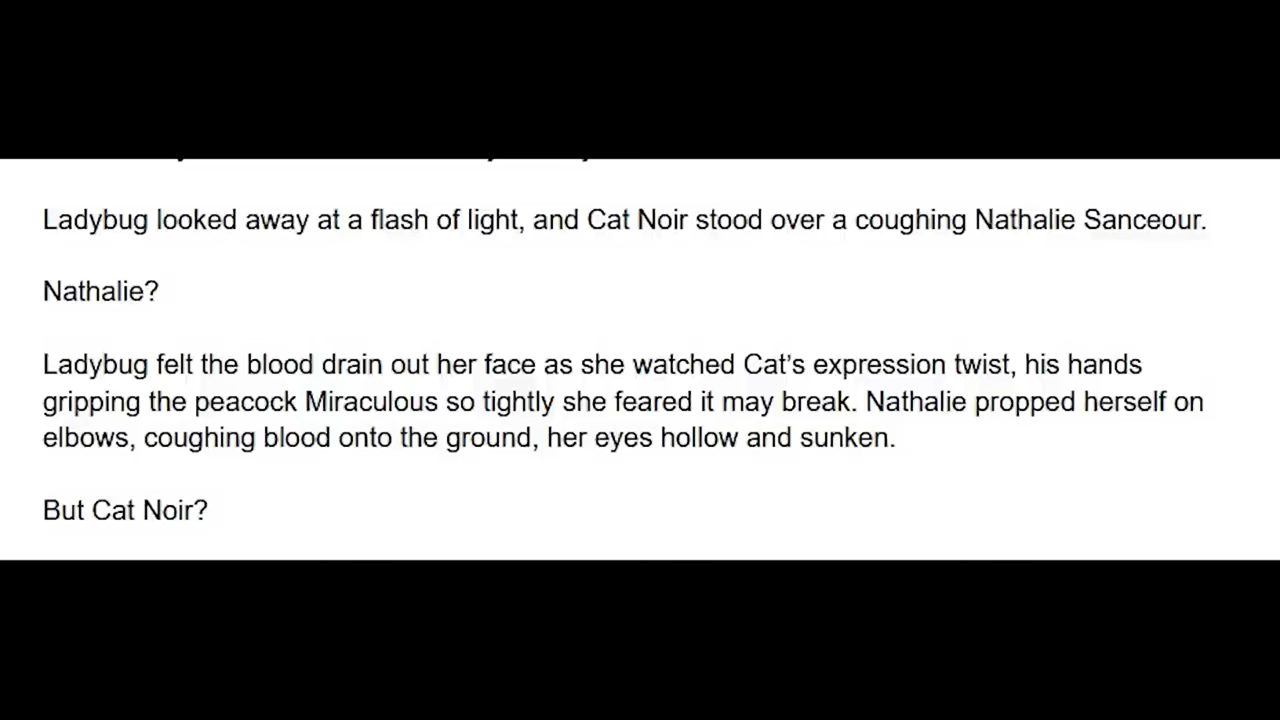 Ladybug looked away at a flash of light, and Cat Noir stood over a coughing Nathalie Sanceour.
Nathalie?
Ladybug felt the blood drain out her face as she watched Cat’s expression twist, his hands
gripping the peacock Miraculous so tightly she feared it may break. Nathalie propped herself on
elbows, coughing blood onto the ground, her eyes hollow and sunken.
But Cat Noir?